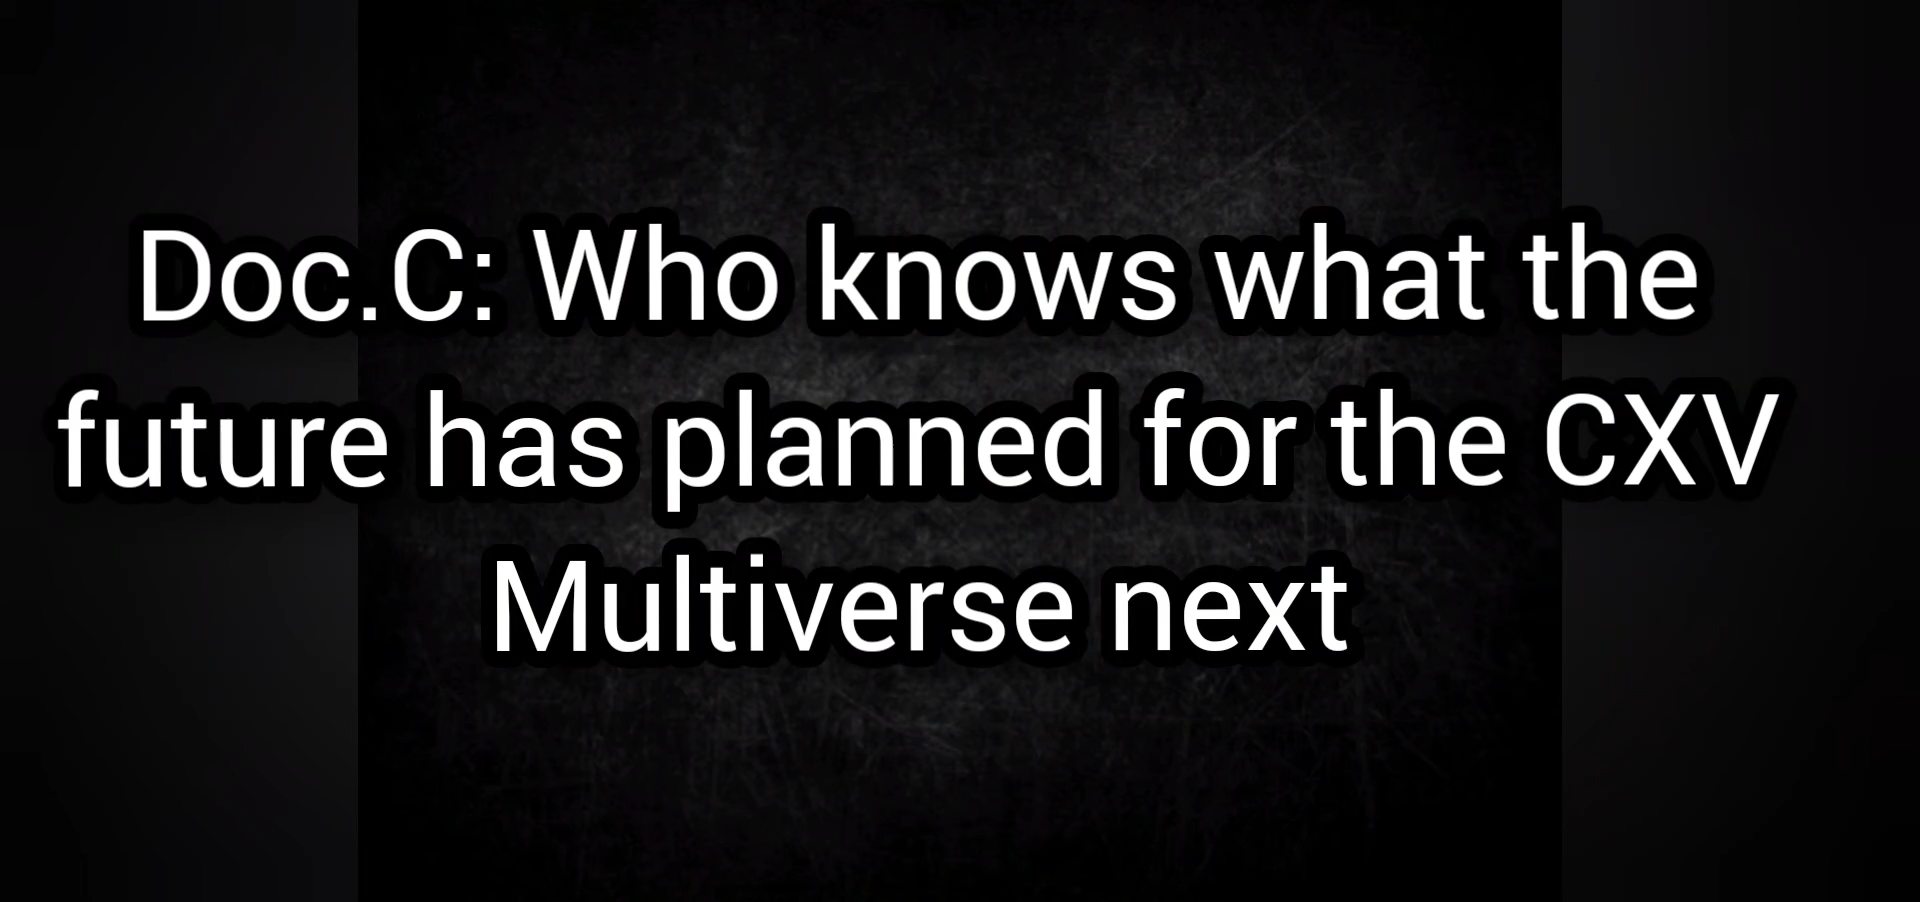 Doc.C: Who knows what the
future has planned for the CXV
Multiverse next